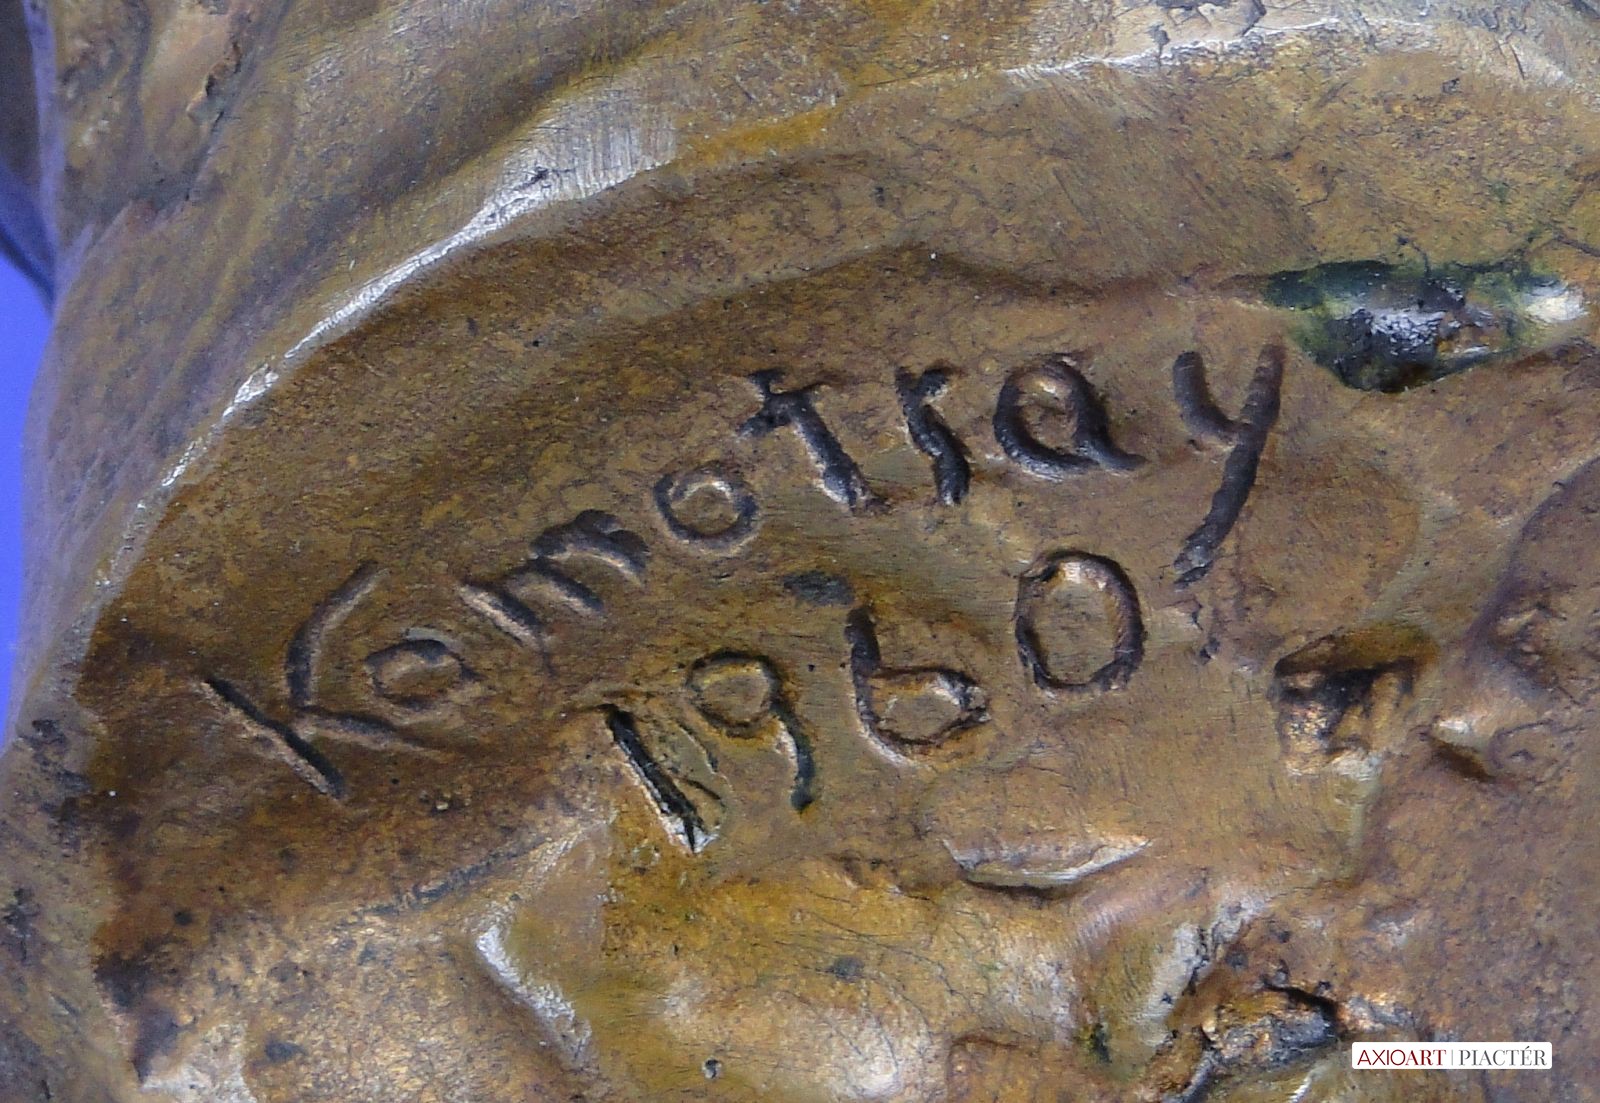 Komotray
1960
AXIOART | PIACTÉR